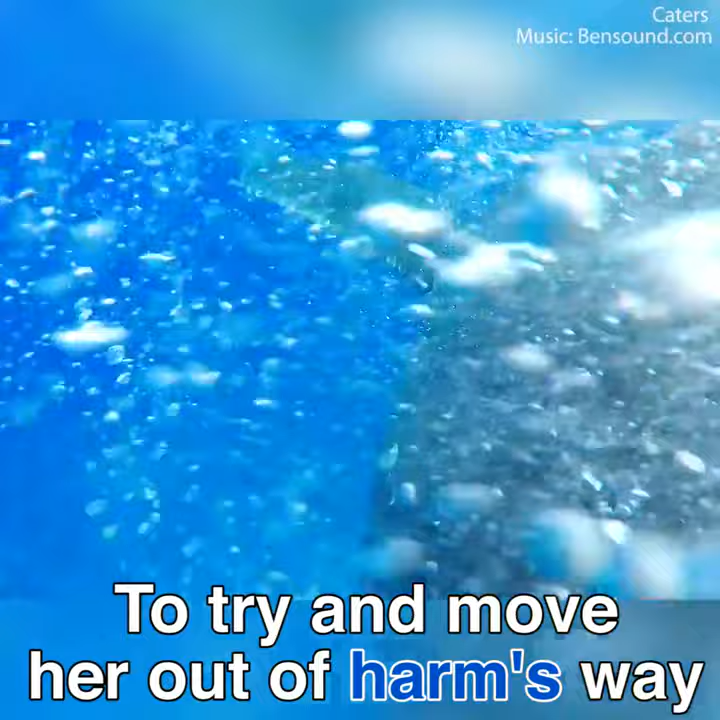 Caters
Music: Bensound.com
To try and move
her out of harm's way